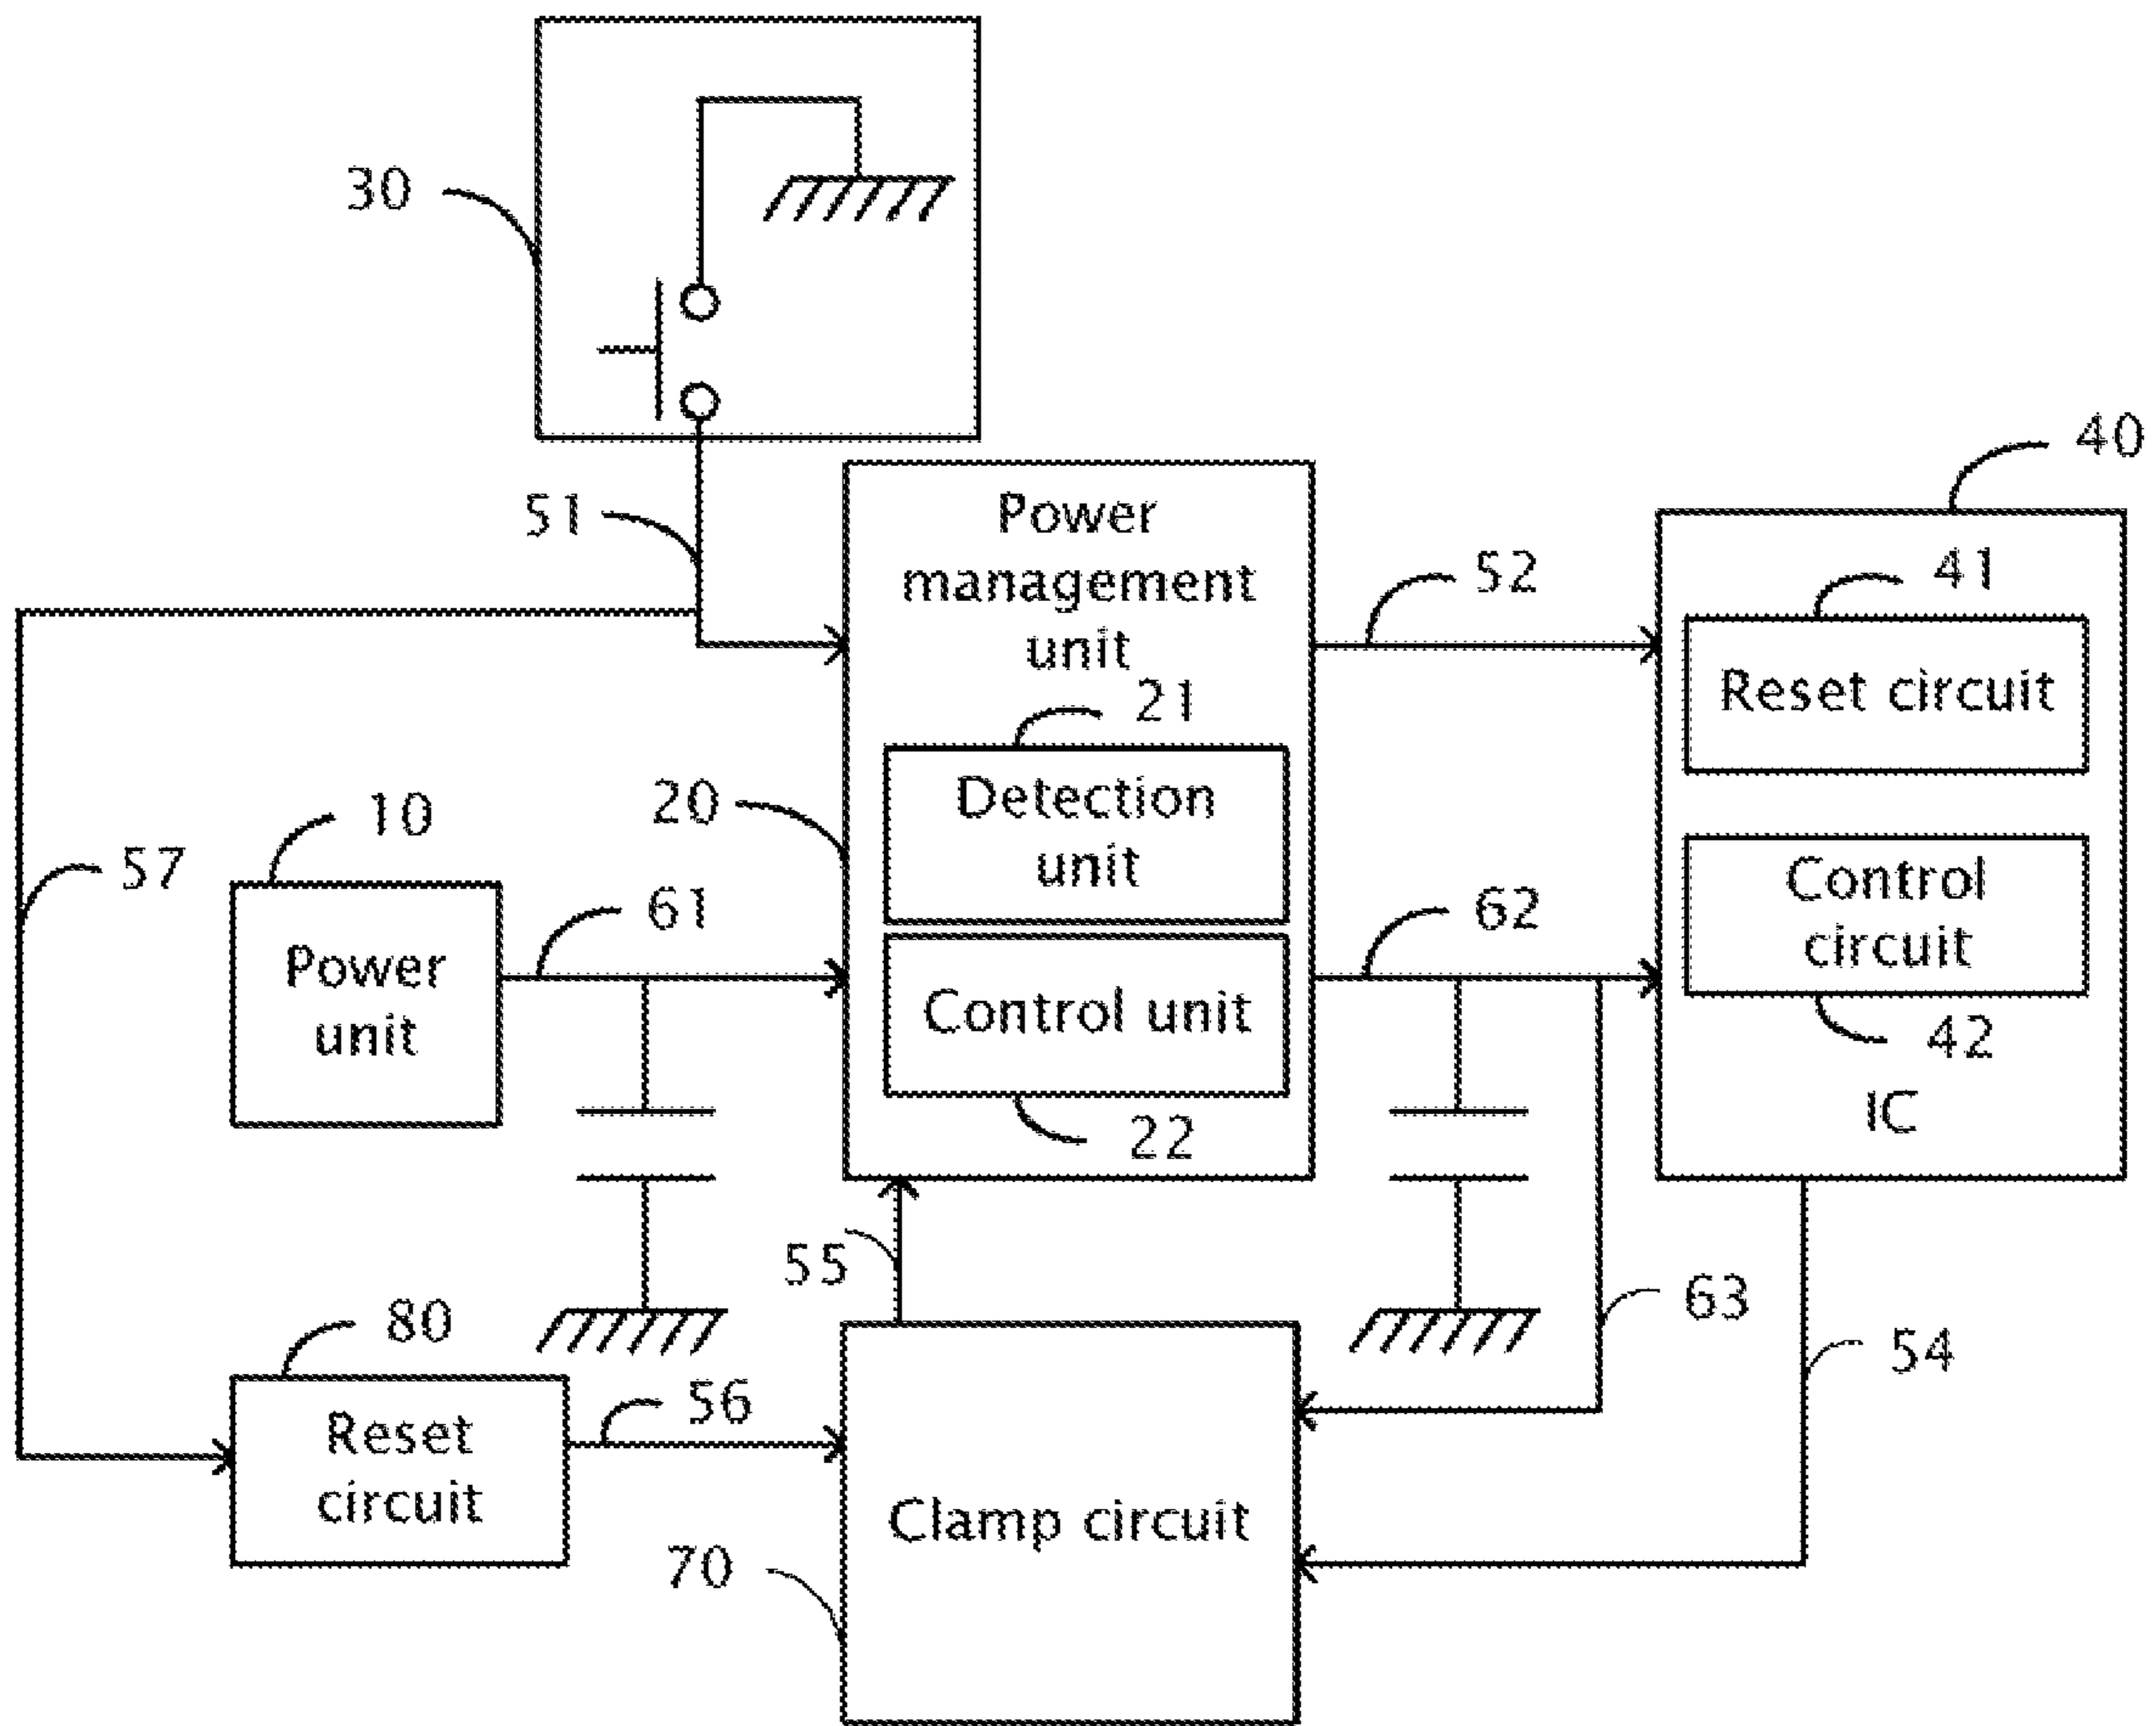 30
40
51
Power
management
unit
52
41
Reset circuit
21
Detection
unit
20
10
57
Power
unit
61
62
Control
circuit
42
Control unit
22
IC
55
63
54
80
Reset
circuit
56
Clamp circuit
70